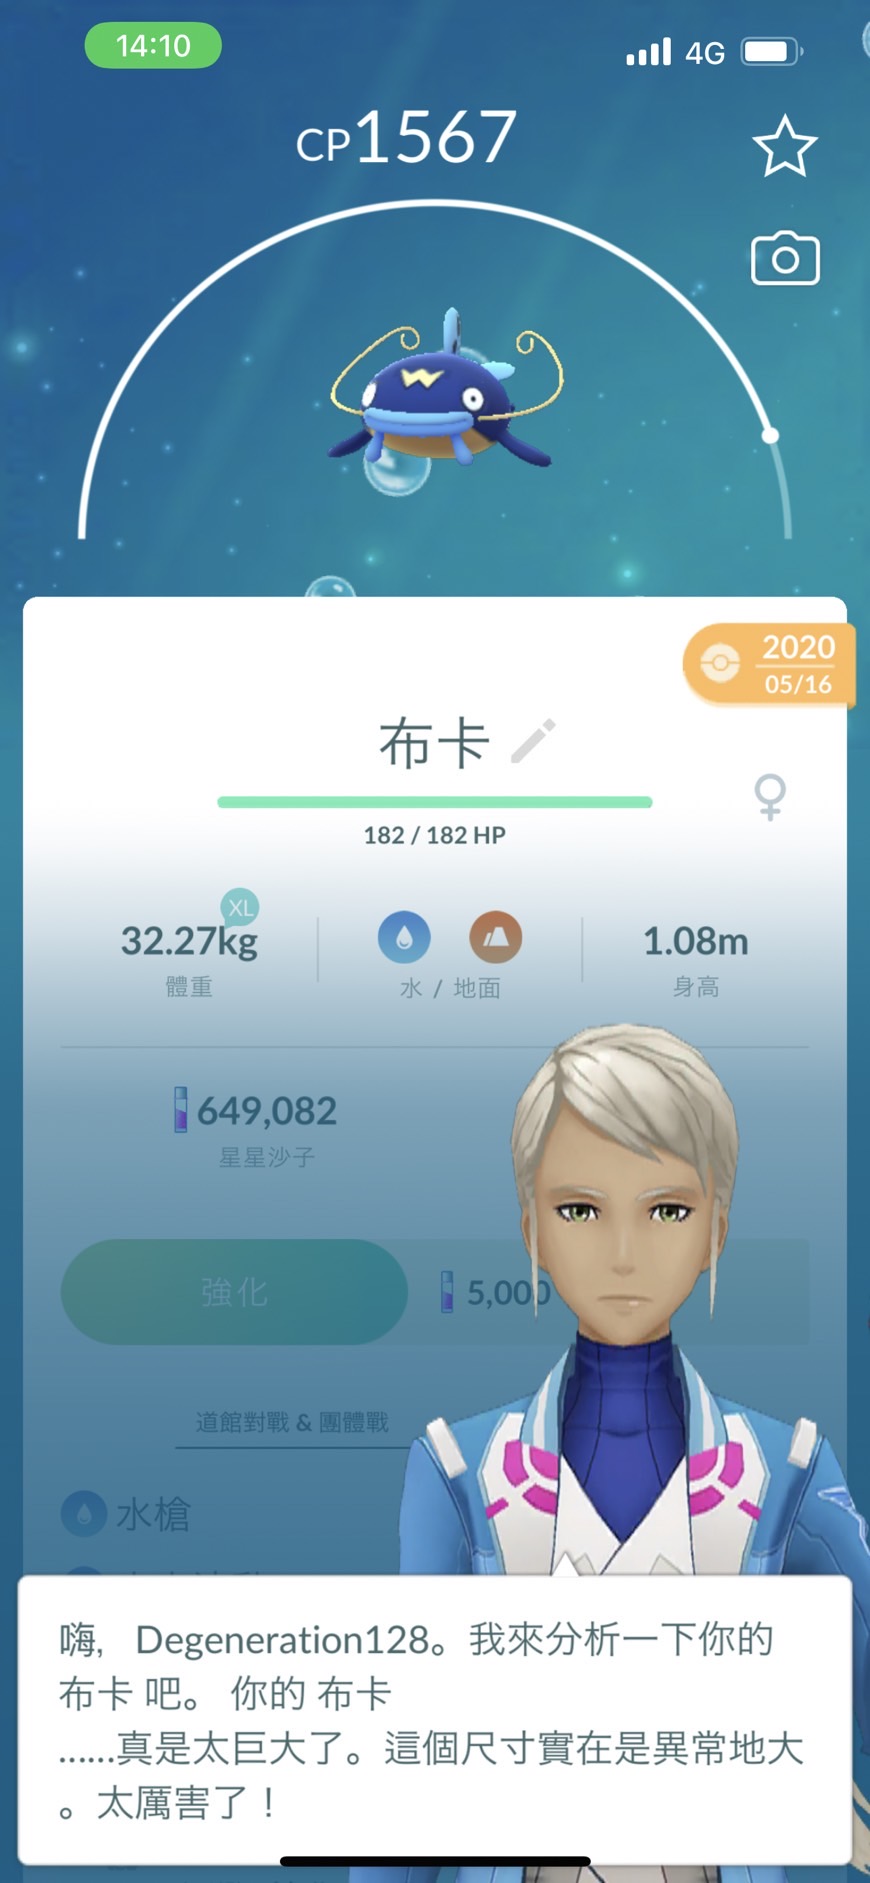 14:10
4G
CP1567
2020
05/16
布卡
182 / 182 HP
XL
32.27kg
1.08m
體重
水 / 地面
身高
649,082
星星沙子
強化
5,000
道館對戰 & 團體戰
水槍
嗨，Degeneration128。我來分析一下你的
布卡 吧。 你的 布卡
……真是太巨大了。這個尺寸實在是異常地大
。太厲害了！